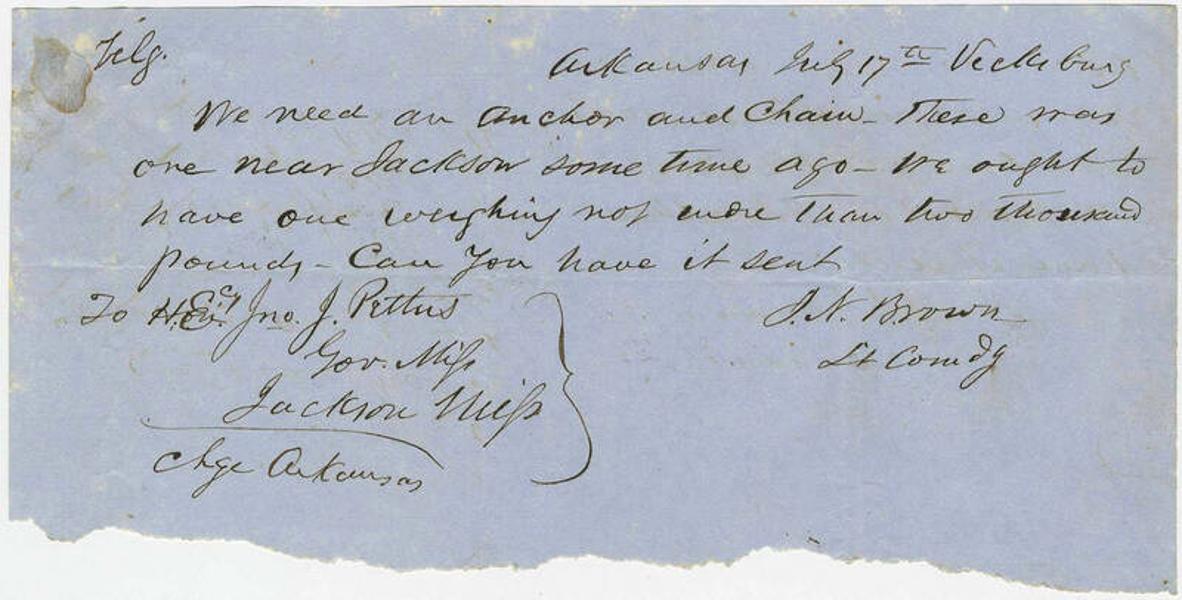 Telg.
Arkansas July 17th Vicksburg
We need an anchor and chain - There was
one near Jackson some time ago - We ought to
have one weighing not more than two thousand
pounds - Can you have it sent
To H. Excy Jno. J. Pettus
Gov. Miss
Jackson Miss
Chge Arkansas
I. N. Brown
Lt Comdg